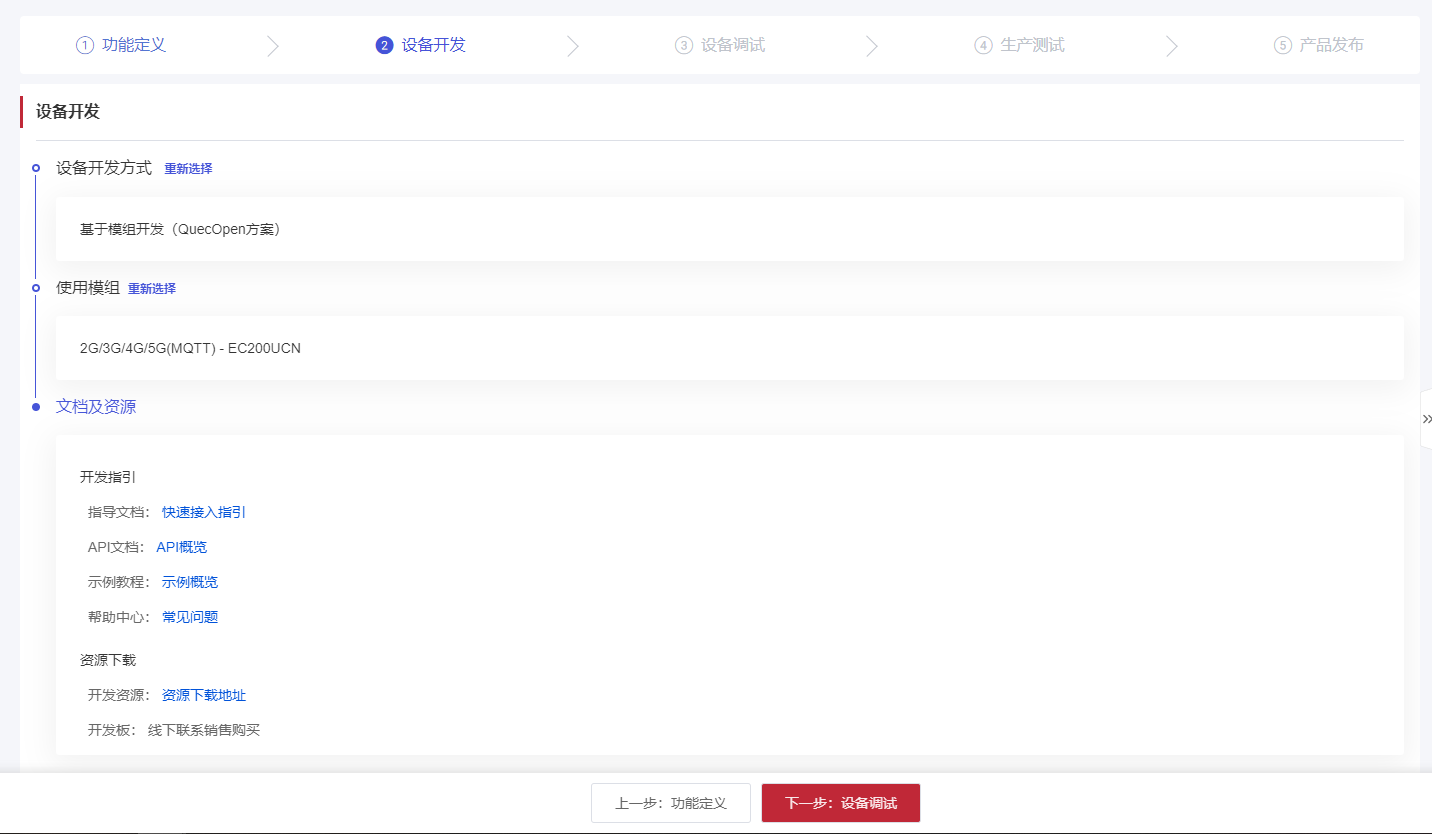 1 功能定义
2 设备开发
3 设备调试
4 生产测试
5 产品发布
设备开发
设备开发方式 重新选择
基于模组开发（QuecOpen方案）
使用模组 重新选择
2G/3G/4G/5G(MQTT) - EC200UCN
文档及资源
开发指引
指导文档： 快速接入指引
API文档： API概览
示例教程： 示例概览
帮助中心： 常见问题
资源下载
开发资源： 资源下载地址
开发板： 线下联系销售购买
上一步：功能定义
下一步：设备调试